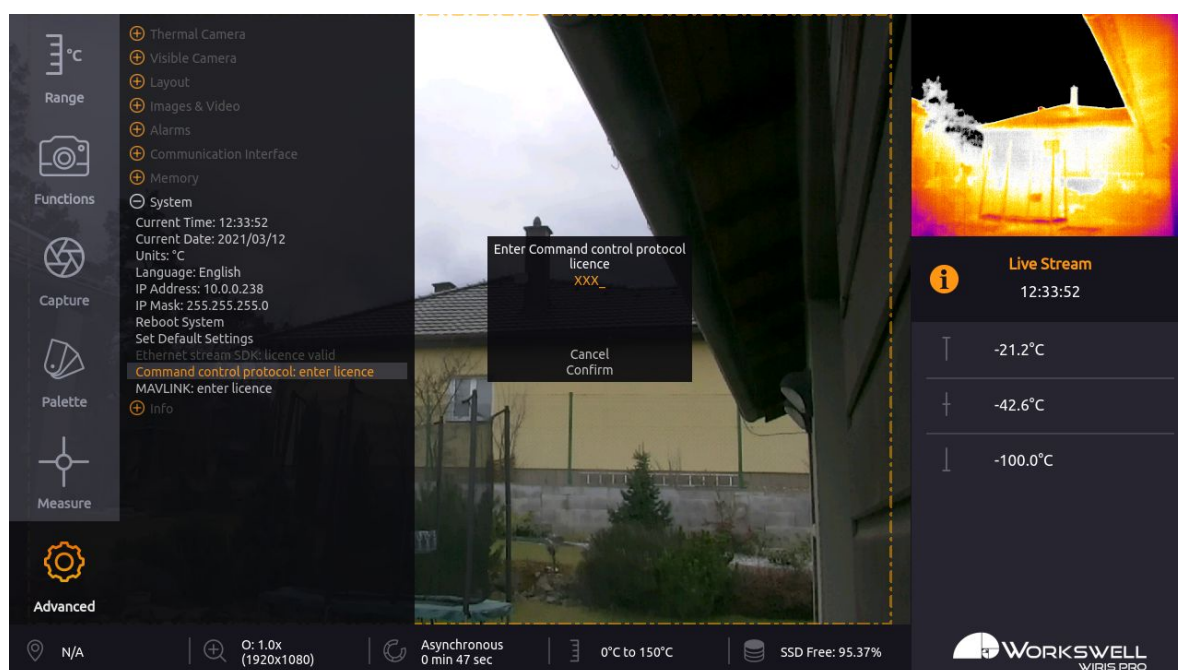 °C
Range
Functions
Capture
Palette
Measure
Advanced
Thermal Camera
Visible Camera
Layout
Images & Video
Alarms
Communication Interface
Memory
System
Current Time: 12:33:52
Current Date: 2021/03/12
Units: °C
Language: English
IP Address: 10.0.0.238
IP Mask: 255.255.255.0
Reboot System
Set Default Settings
Ethernet stream SDK: licence valid
Command control protocol: enter licence
MAVLINK: enter licence
Info
Enter Command control protocol
licence
XXX_
Cancel
Confirm
Live Stream
12:33:52
-21.2°C
-42.6°C
-100.0°C
N/A
O: 1.0x
(1920x1080)
Asynchronous
0 min 47 sec
0°C to 150°C
SSD Free: 95.37%
WORKSWELL
WIRIS PRO